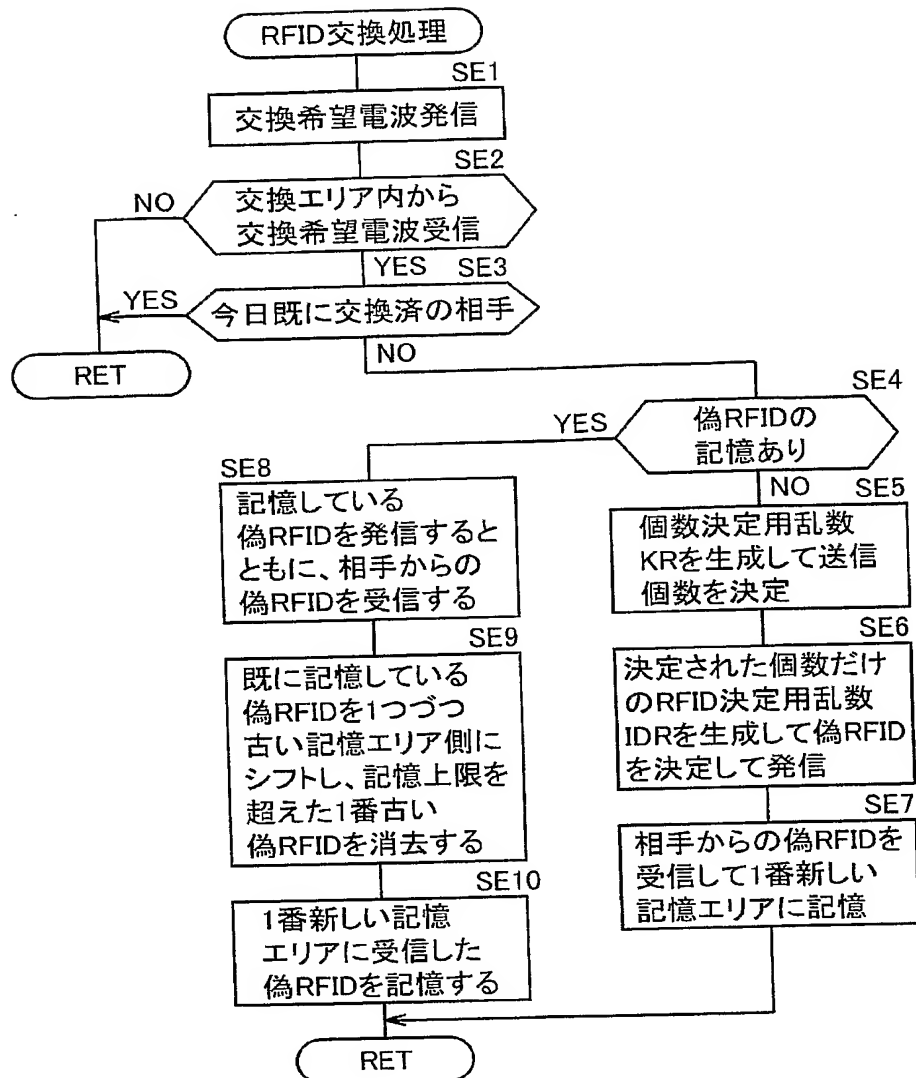 RFID交換処理
SE1
交換希望電波発信
SE2
交換エリア内から
交換希望電波受信
NO
YES
SE3
今日既に交換済の相手
YES
NO
RET
SE4
偽RFIDの
記憶あり
YES
NO
SE8
記憶している
偽RFIDを発信すると
ともに、相手からの
偽RFIDを受信する
SE9
既に記憶している
偽RFIDを1つづつ
古い記憶エリア側に
シフトし、記憶上限を
超えた1番古い
偽RFIDを消去する
SE10
1番新しい記憶
エリアに受信した
偽RFIDを記憶する
SE5
個数決定用乱数
KRを生成して送信
個数を決定
SE6
決定された個数だけ
のRFID決定用乱数
IDRを生成して偽RFID
を決定して発信
SE7
相手からの偽RFIDを
受信して1番新しい
記憶エリアに記憶
RET